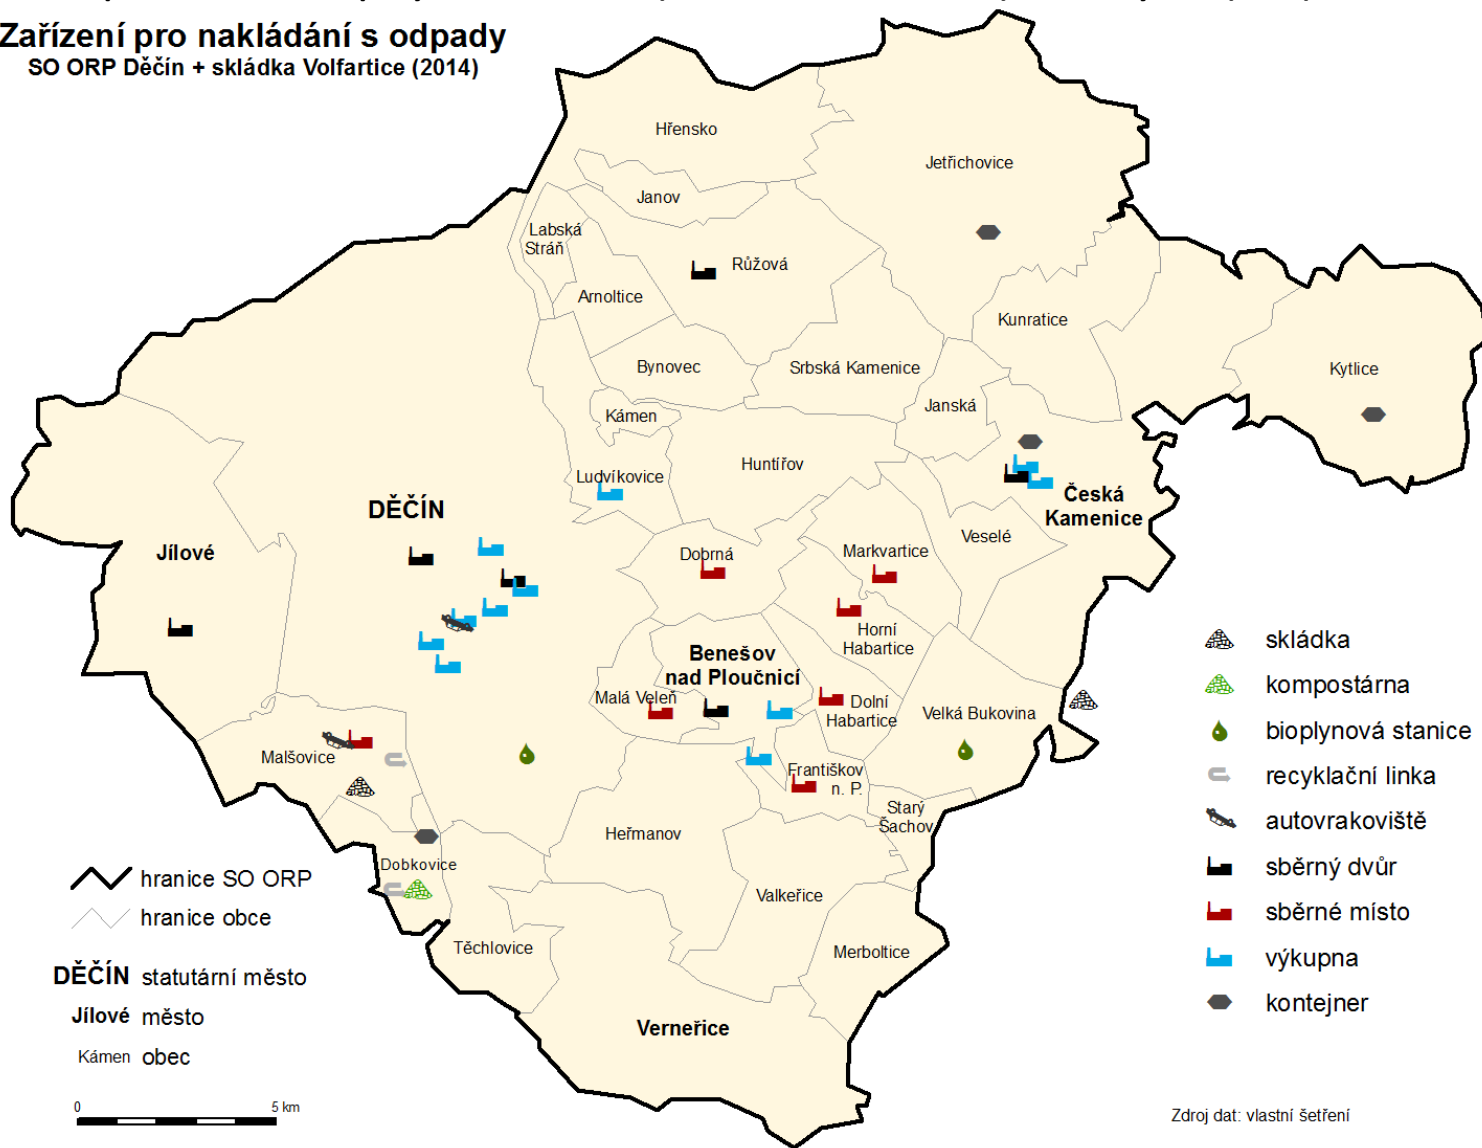 Zařízení pro nakládání s odpady
SO ORP Děčín + skládka Volfartice (2014)
Hřensko
Jetřichovice
Janov
Labská
Stráň
Růžová
Arnoltice
Kunratice
Bynovec
Srbská Kamenice
Kytlice
Janská
Kámen
Huntířov
Ludvíkovice
DĚČÍN
Česká
Kamenice
Jílové
Veselé
Dobrná
Markvartice
Horní
Habartice
Benešov
nad Ploučnicí
Malá Veleň
Dolní
Habartice
Velká Bukovina
Malšovice
Františkov
n. P.
Starý
Šachov
Heřmanov
Dobkovice
Valkeřice
Těchlovice
Merboltice
Verneřice
skládka
kompostárna
bioplynová stanice
recyklační linka
autovrakoviště
sběrný dvůr
sběrné místo
výkupna
kontejner
hranice SO ORP
hranice obce
DĚČÍN statutární město
Jílové město
Kámen obec
0 5 km
Zdroj dat: vlastní šetření